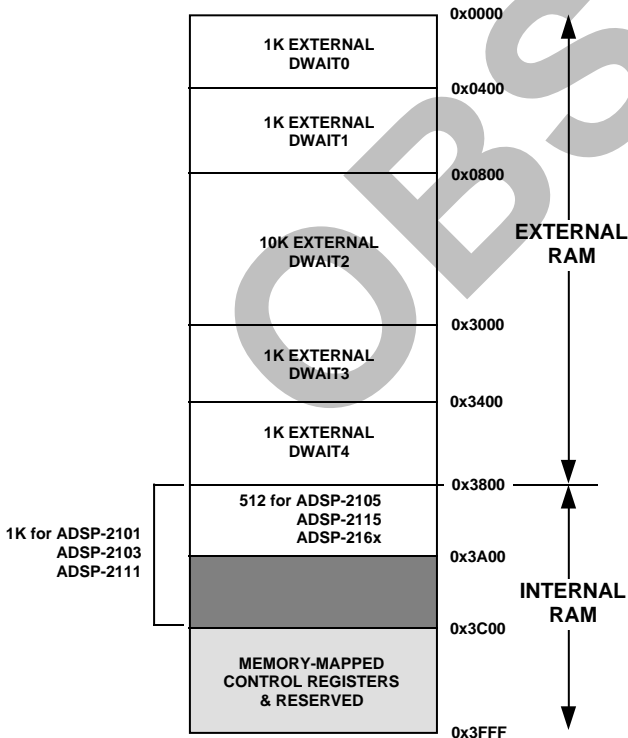 0x0000
1K EXTERNAL
DWAIT0
0x0400
1K EXTERNAL
DWAIT1
0x0800
10K EXTERNAL
DWAIT2
EXTERNAL
RAM
0x3000
1K EXTERNAL
DWAIT3
0x3400
1K EXTERNAL
DWAIT4
0x3800
512 for ADSP-2105
ADSP-2115
ADSP-216x
1K for ADSP-2101
ADSP-2103
ADSP-2111
0x3A00
INTERNAL
RAM
0x3C00
MEMORY-MAPPED
CONTROL REGISTERS
& RESERVED
0x3FFF
OBS